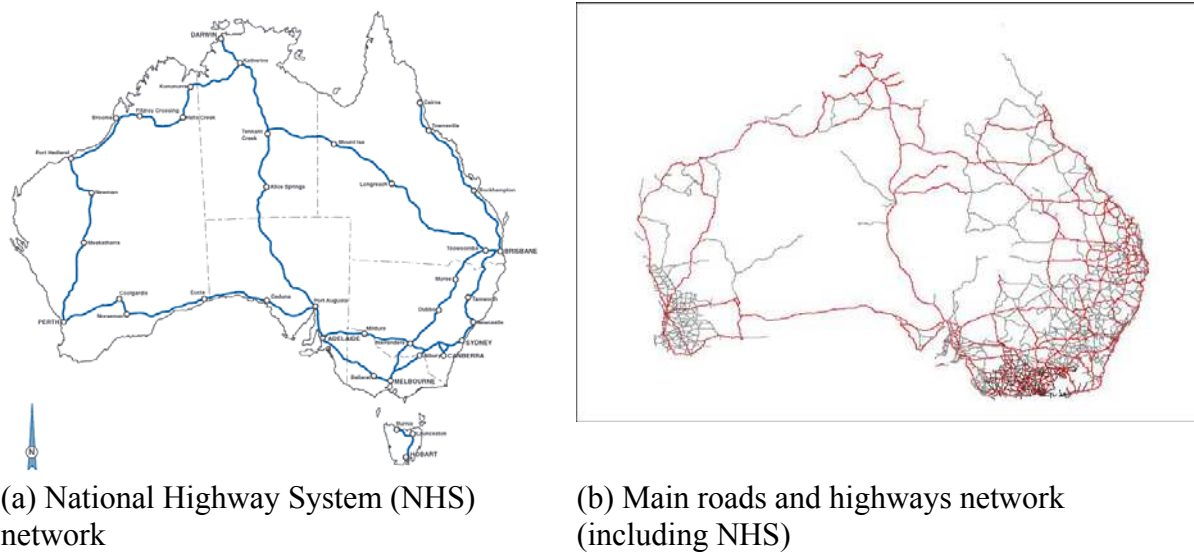 DARWIN
Katherine
Kununurra
Fitzroy Crossing
Halls Creek
Broome
Cairns
Townsville
Tennant
Creek
Mount Isa
Port Hedland
Newman
Alice Springs
Longreach
Rockhampton
Meekatharra
Toowoomba
BRISBANE
Moree
Coolgardie
Eucla
Ceduna
Port Augusta
Tamworth
Dubbo
PERTH
Norseman
Mildura
Newcastle
ADELAIDE
SYDNEY
Albury
CANBERRA
Ballarat
MELBOURNE
Burnie
Launceston
HOBART
N
(a) National Highway System (NHS)
network
(b) Main roads and highways network
(including NHS)